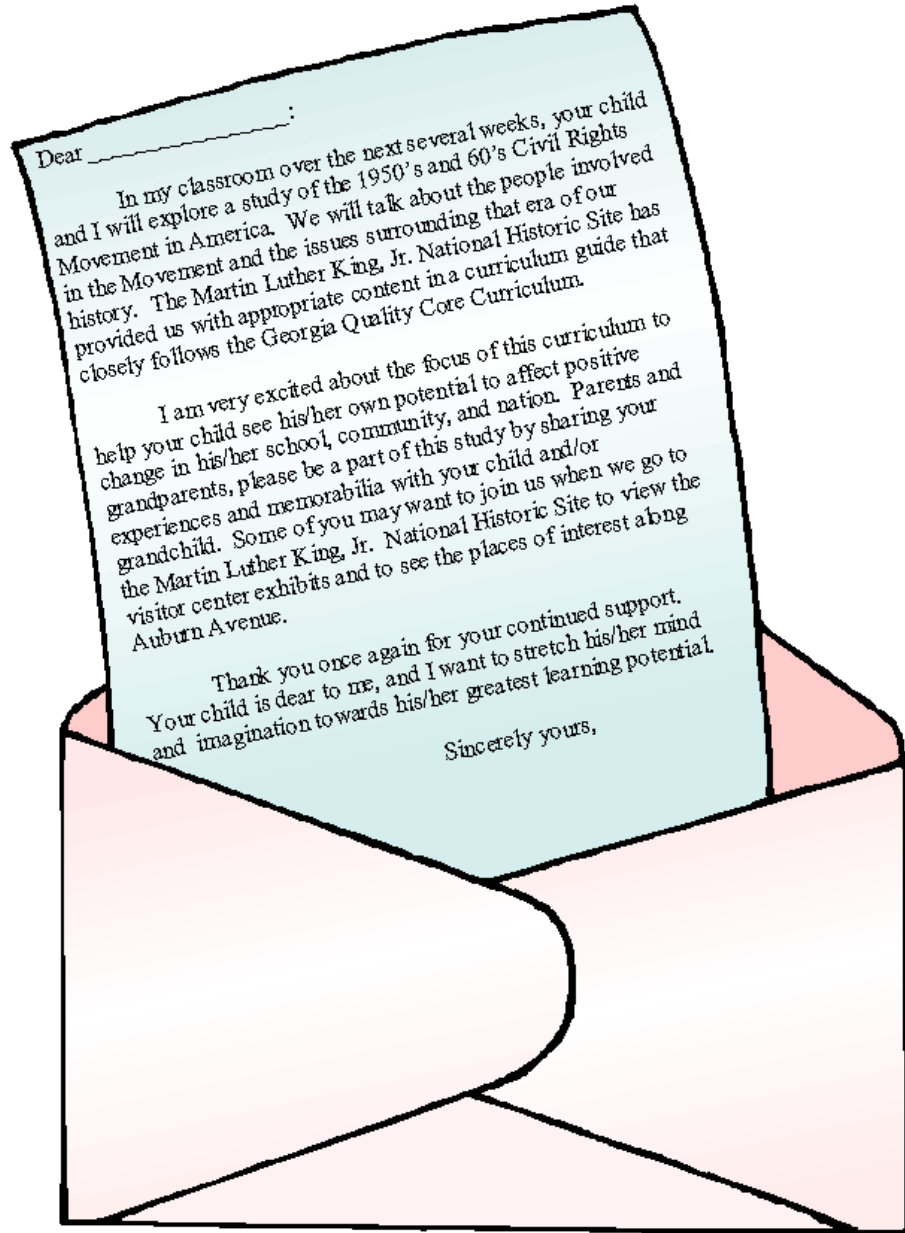 Dear __________________:
In my classroom over the next several weeks, your child
and I will explore a study of the 1950's and 60's Civil Rights
Movement in America.  We will talk about the people involved
in the Movement and the issues surrounding that era of our
history.  The Martin Luther King, Jr. National Historic Site has
provided us with appropriate content in a curriculum guide that
closely follows the Georgia Quality Core Curriculum.
I am very excited about the focus of this curriculum to
help your child see his/her own potential to affect positive
change in his/her school, community, and nation.  Parents and
grandparents, please be a part of this study by sharing your
experiences and memorabilia with your child and/or
grandchild.  Some of you may want to join us when we go to
the Martin Luther King, Jr.  National Historic Site to view the
visitor center exhibits and to see the places of interest along
Auburn Avenue.
Thank you once again for your continued support.
Your child is dear to me, and I want to stretch his/her mind
and  imagination towards his/her greatest learning potential.
Sincerely yours,